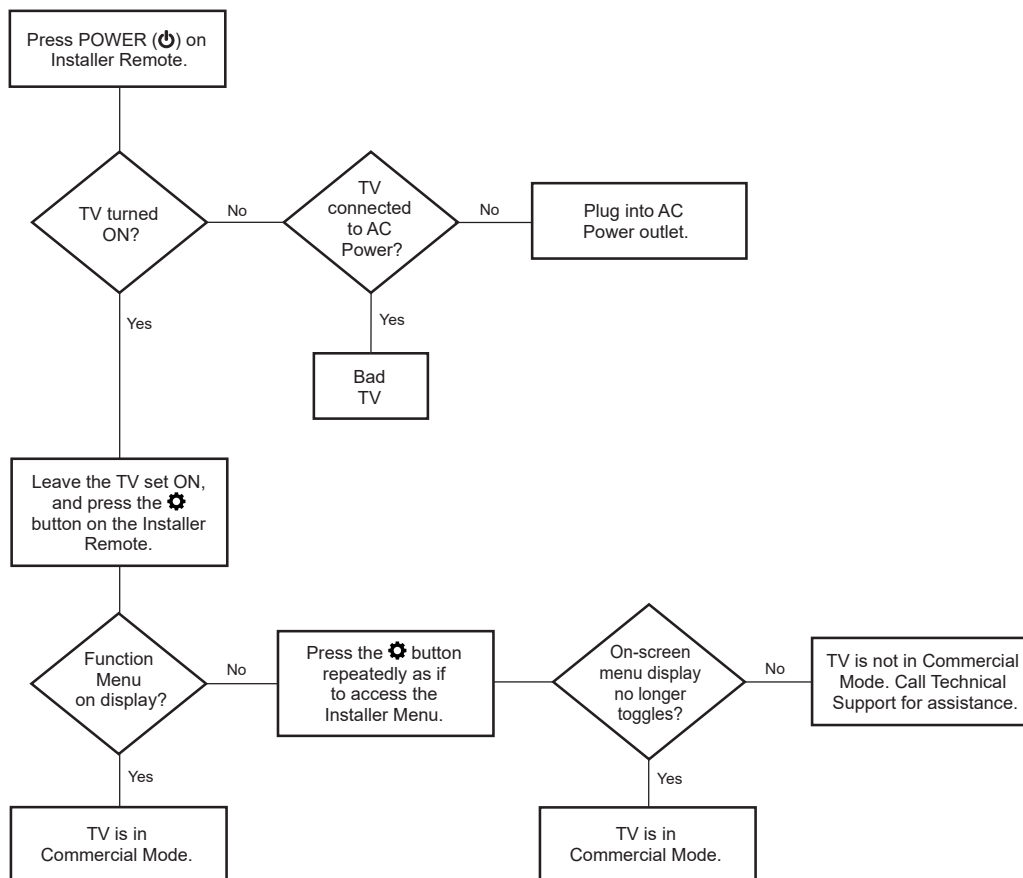 Press POWER (⏻) on
Installer Remote.
TV turned
ON?
No
TV
connected
to AC
Power?
No
Plug into AC
Power outlet.
Yes
Yes
Bad
TV
Leave the TV set ON,
and press the ⚙
button on the Installer
Remote.
Function
Menu
on display?
No
Press the ⚙ button
repeatedly as if
to access the
Installer Menu.
On-screen
menu display
no longer
toggles?
No
TV is not in Commercial
Mode. Call Technical
Support for assistance.
Yes
TV is in
Commercial Mode.
Yes
TV is in
Commercial Mode.